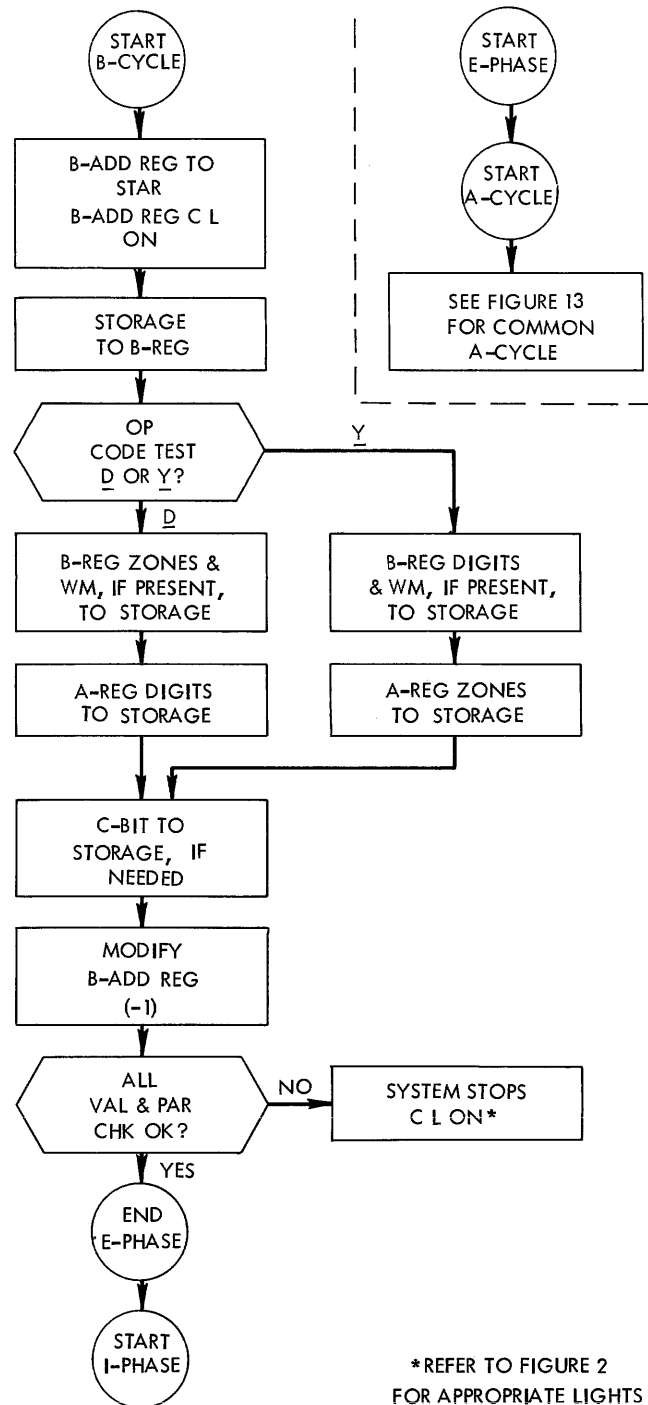 START
B-CYCLE
B-ADD REG TO
STAR
B-ADD REG C L
ON
STORAGE
TO B-REG
OP
CODE TEST
D OR Y?
D
B-REG ZONES &
WM, IF PRESENT,
TO STORAGE
A-REG DIGITS
TO STORAGE
Y
B-REG DIGITS
& WM, IF PRESENT,
TO STORAGE
A-REG ZONES
TO STORAGE
C-BIT TO
STORAGE, IF
NEEDED
MODIFY
B-ADD REG
(-1)
ALL
VAL & PAR
CHK OK?
NO
SYSTEM STOPS
C L ON*
YES
END
E-PHASE
START
I-PHASE
START
E-PHASE
START
A-CYCLE
SEE FIGURE 13
FOR COMMON
A-CYCLE
*REFER TO FIGURE 2
FOR APPROPRIATE LIGHTS